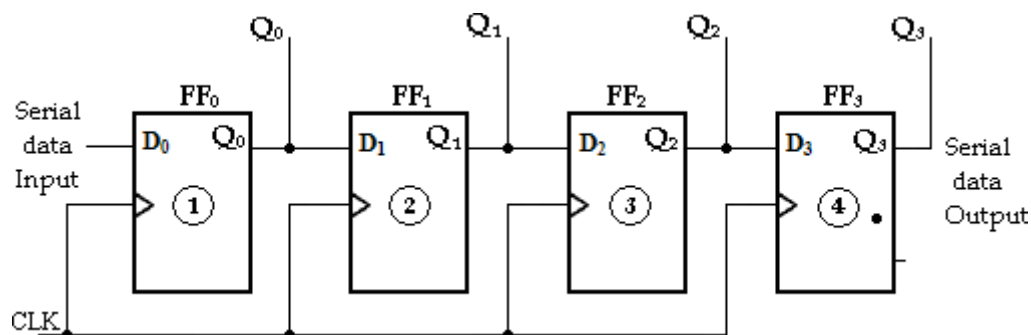 Q₀ Q₁ Q₂ Q₃
FF₀ FF₁ FF₂ FF₃
Serial
data
Input
D₀ Q₀ D₁ Q₁ D₂ Q₂ D₃ Q₃
Serial
data
Output
1 2 3 4
CLK